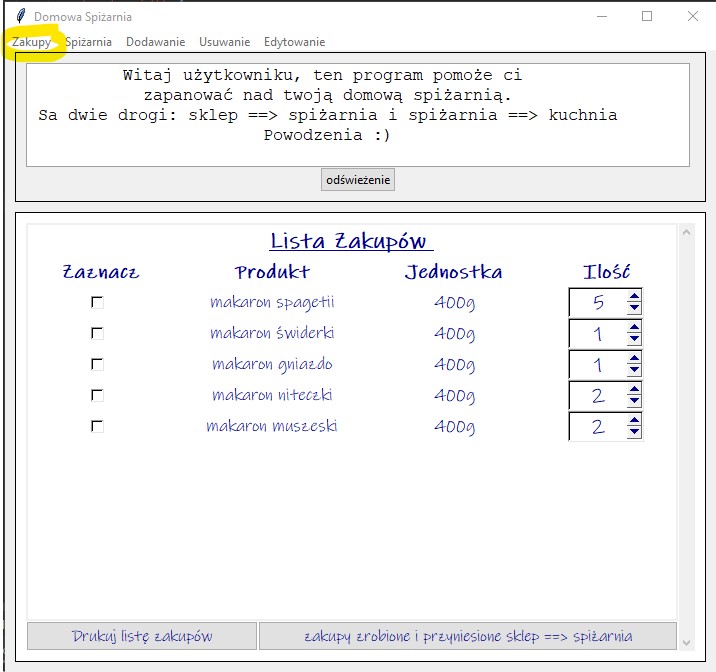 Domowa Spiżarnia
Zakupy Spiżarnia Dodawanie Usuwanie Edytowanie
Witaj użytkowniku, ten program pomoże ci
zapanować nad twoją domową spiżarnią.
Sa dwie drogi: sklep ==> spiżarnia i spiżarnia ==> kuchnia
Powodzenia :)
odświeżenie
Lista Zakupów
Zaznacz Produkt Jednostka Ilość
makaron spagetii 400g 5
makaron świderki 400g 1
makaron gniazdo 400g 1
makaron niteczki 400g 2
makaron muszeski 400g 2
Drukuj listę zakupów zakupy zrobione i przyniesione sklep ==> spiżarnia